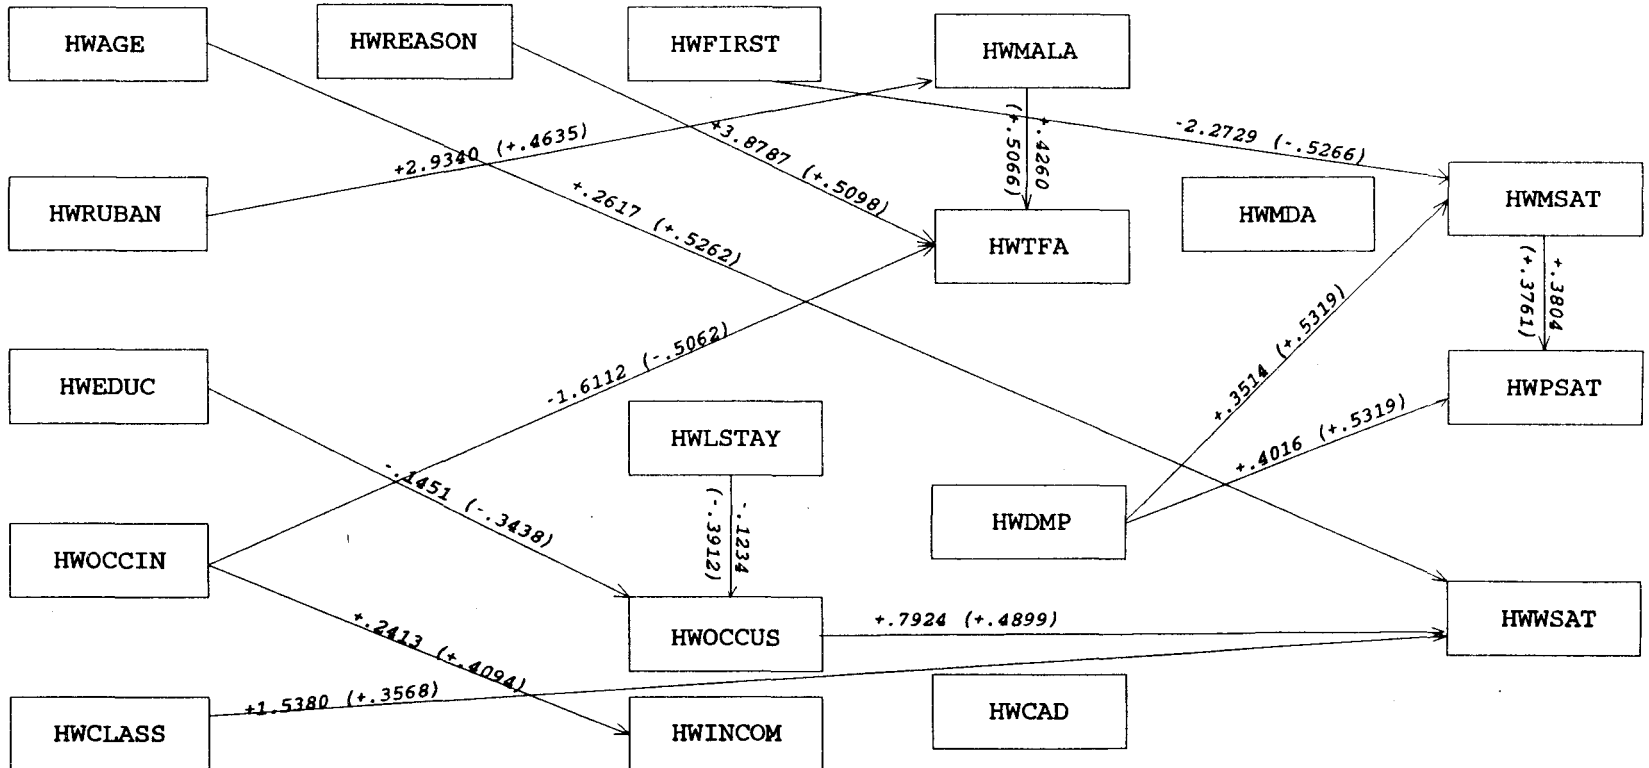 HWAGE
HWREASON
HWFIRST
HWMALA
+2.9340 (+.4635)
+3.8787 (+.5098)
+.4260
(+.5066)
-2.2729 (-.5266)
HWRUBAN
+.2617 (+.5262)
HWTFA
HWMDA
HWMSAT
+.3804
(+.3761)
HWEDUC
-1.6112 (-.5062)
HWLSTAY
+.3514 (+.5319)
+.4016 (+.5319)
HWPSAT
-.1451 (-.3438)
-.1234
(-.3912)
HWDMP
HWOCCIN
+.2413 (+.4094)
HWOCCUS
+.7924 (+.4899)
HWWSAT
HWCLASS
+1.5380 (+.3568)
HWINCOM
HWCAD